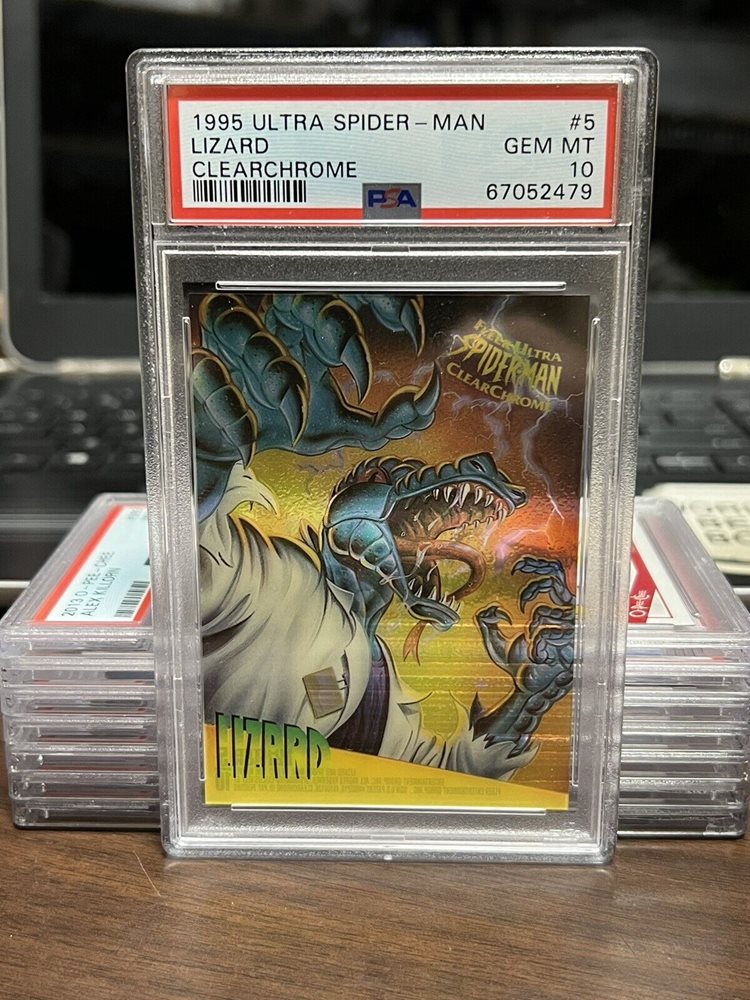 1995 ULTRA SPIDER-MAN #5
LIZARD GEM MT
CLEARCHROME 10
PSA 67052479
FLEER ULTRA
SPIDER-MAN
CLEARCHROME
LIZARD
2013 O-PEE-CHEE
ALEX KILLORN